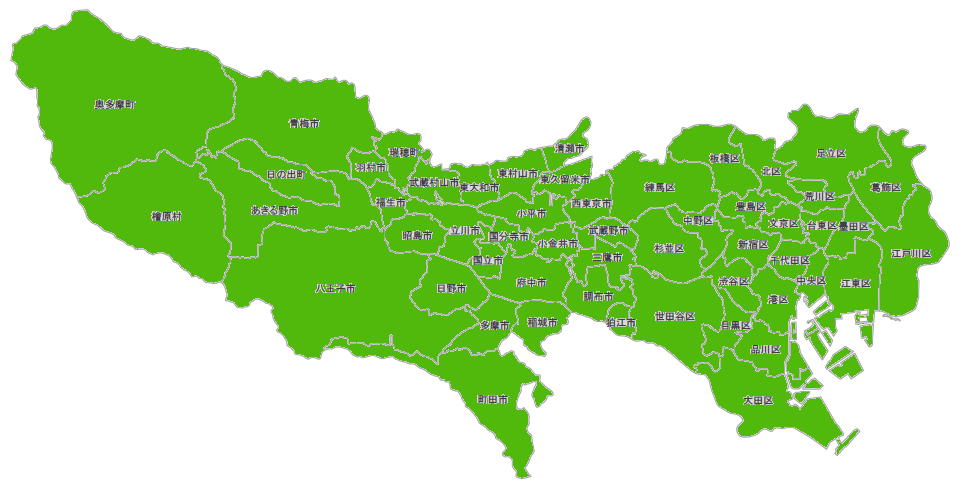 奥多摩町
青梅市
瑞穂町
清瀬市
板橋区
足立区
北区
羽村市
日の出町
武蔵村山市
東大和市
東村山市
東久留米市
練馬区
葛飾区
荒川区
福生市
あきる野市
檜原村
小平市
西東京市
豊島区
文京区
台東区
墨田区
中野区
昭島市
立川市
国分寺市
小金井市
武蔵野市
杉並区
新宿区
千代田区
江戸川区
国立市
三鷹市
渋谷区
中央区
江東区
八王子市
日野市
府中市
調布市
港区
世田谷区
多摩市
稲城市
狛江市
目黒区
品川区
町田市
大田区